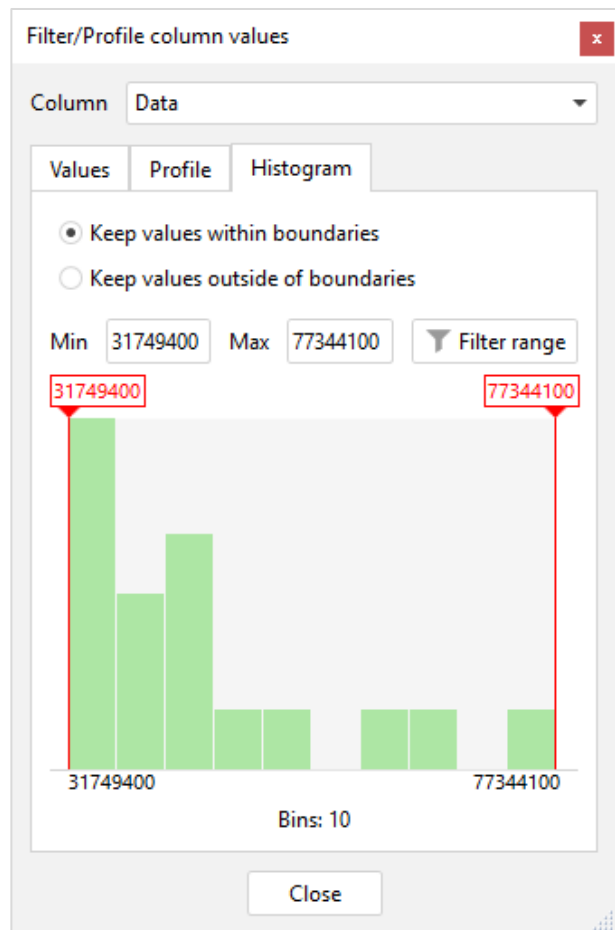 Filter/Profile column values
x
Column Data
Values Profile Histogram
Keep values within boundaries
Keep values outside of boundaries
Min 31749400 Max 77344100 Filter range
31749400 77344100
31749400 77344100
Bins: 10
Close